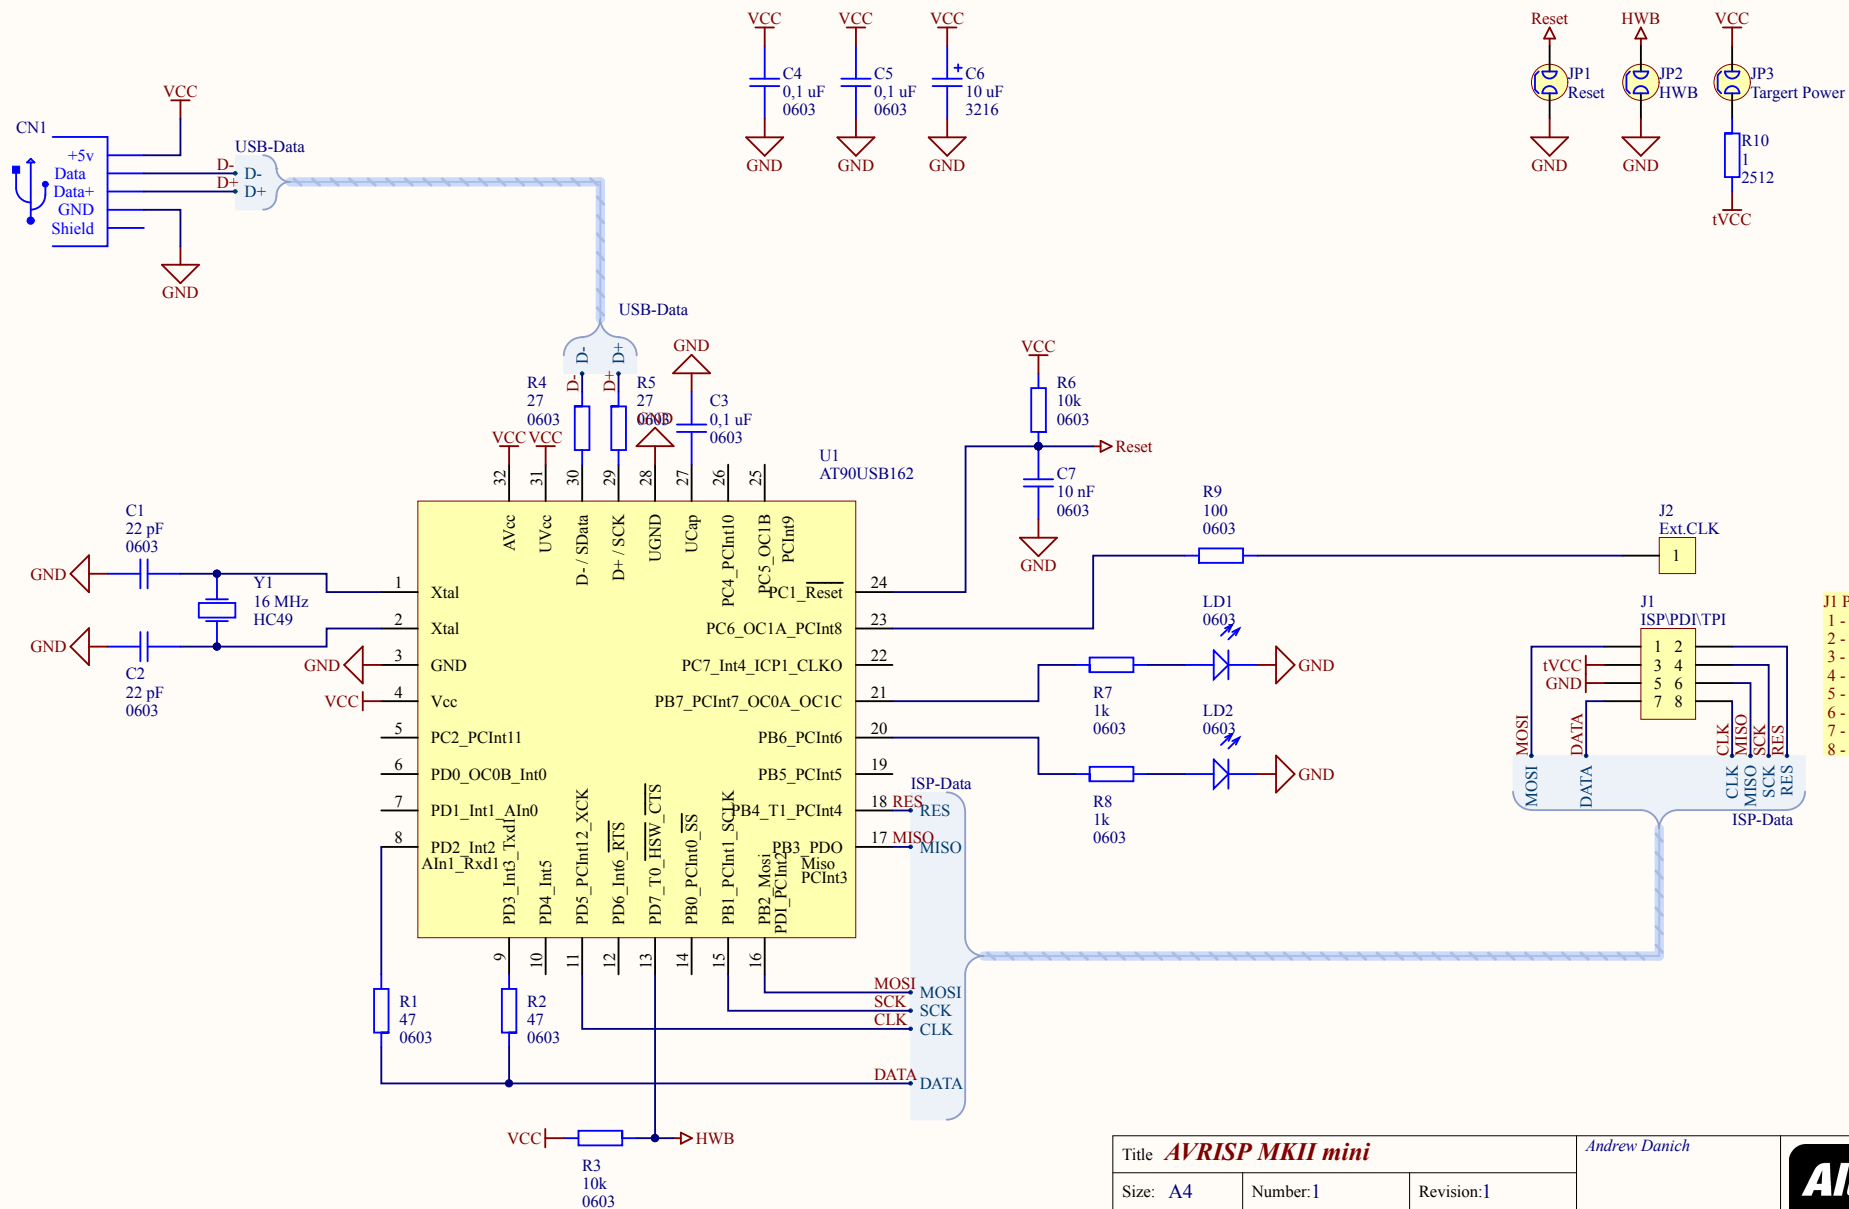 VCC
C4
0,1 uF
0603
GND
VCC
C5
0,1 uF
0603
GND
VCC
+
C6
10 uF
3216
GND
Reset
JP1
Reset
GND
HWB
JP2
HWB
GND
VCC
JP3
Targert Power
R10
1
2512
tVCC
CN1
VCC
+5v
Data
Data+
GND
Shield
GND
USB-Data
D- D-
D+ D+
USB-Data
D- D+
D- D+
R4
27
0603
R5
27
0603
GND
GND
C3
0,1 uF
0603
VCC VCC
32 31 30 29 28 27 26 25
U1
AT90USB162
AVcc
UVcc
D- / SData
D+ / SCK
UGND
UCap
PC4_PCInt10
PC5_OC1B
PCInt9
VCC
R6
10k
0603
Reset
C7
10 nF
0603
GND
R9
100
0603
J2
Ext.CLK
1
C1
22 pF
0603
GND
Y1
16 MHz
HC49
GND
C2
22 pF
0603
1 Xtal
2 Xtal
GND 3 GND
VCC 4 Vcc
5 PC2_PCInt11
6 PD0_OC0B_Int0
7 PD1_Int1_AIn0
8 PD2_Int2
AIn1_Rxd1
PC1_Reset 24
PC6_OC1A_PCInt8 23
PC7_Int4_ICP1_CLKO 22
PB7_PCInt7_OC0A_OC1C 21
PB6_PCInt6 20
PB5_PCInt5 19
PB4_T1_PCInt4 18
PB3_PDO 17
Miso
PCInt3
PD3_Int3_Txd1
PD4_Int5
PD5_PCInt12_XCK
PD6_Int6_RTS
PD7_T0_HSW_CTS
PB0_PCInt0_SS
PB1_PCInt1_SCLK
PB2_Mosi
PDI_PCInt2
9 10 11 12 13 14 15 16
LD1
0603
R7
1k
0603
GND
LD2
0603
R8
1k
0603
GND
ISP-Data
RES RES
MISO MISO
MOSI MOSI
SCK SCK
CLK CLK
DATA DATA
J1
ISP\PDI\TPI
1 2
tVCC 3 4
GND 5 6
7 8
MOSI DATA CLK MISO SCK RES
MOSI DATA CLK MISO SCK RES
ISP-Data
J1 P
1 -
2 -
3 -
4 -
5 -
6 -
7 -
8 -
R1
47
0603
R2
47
0603
VCC
HWB
R3
10k
0603
Title AVRISP MKII mini
Andrew Danich
Size: A4
Number:1
Revision:1